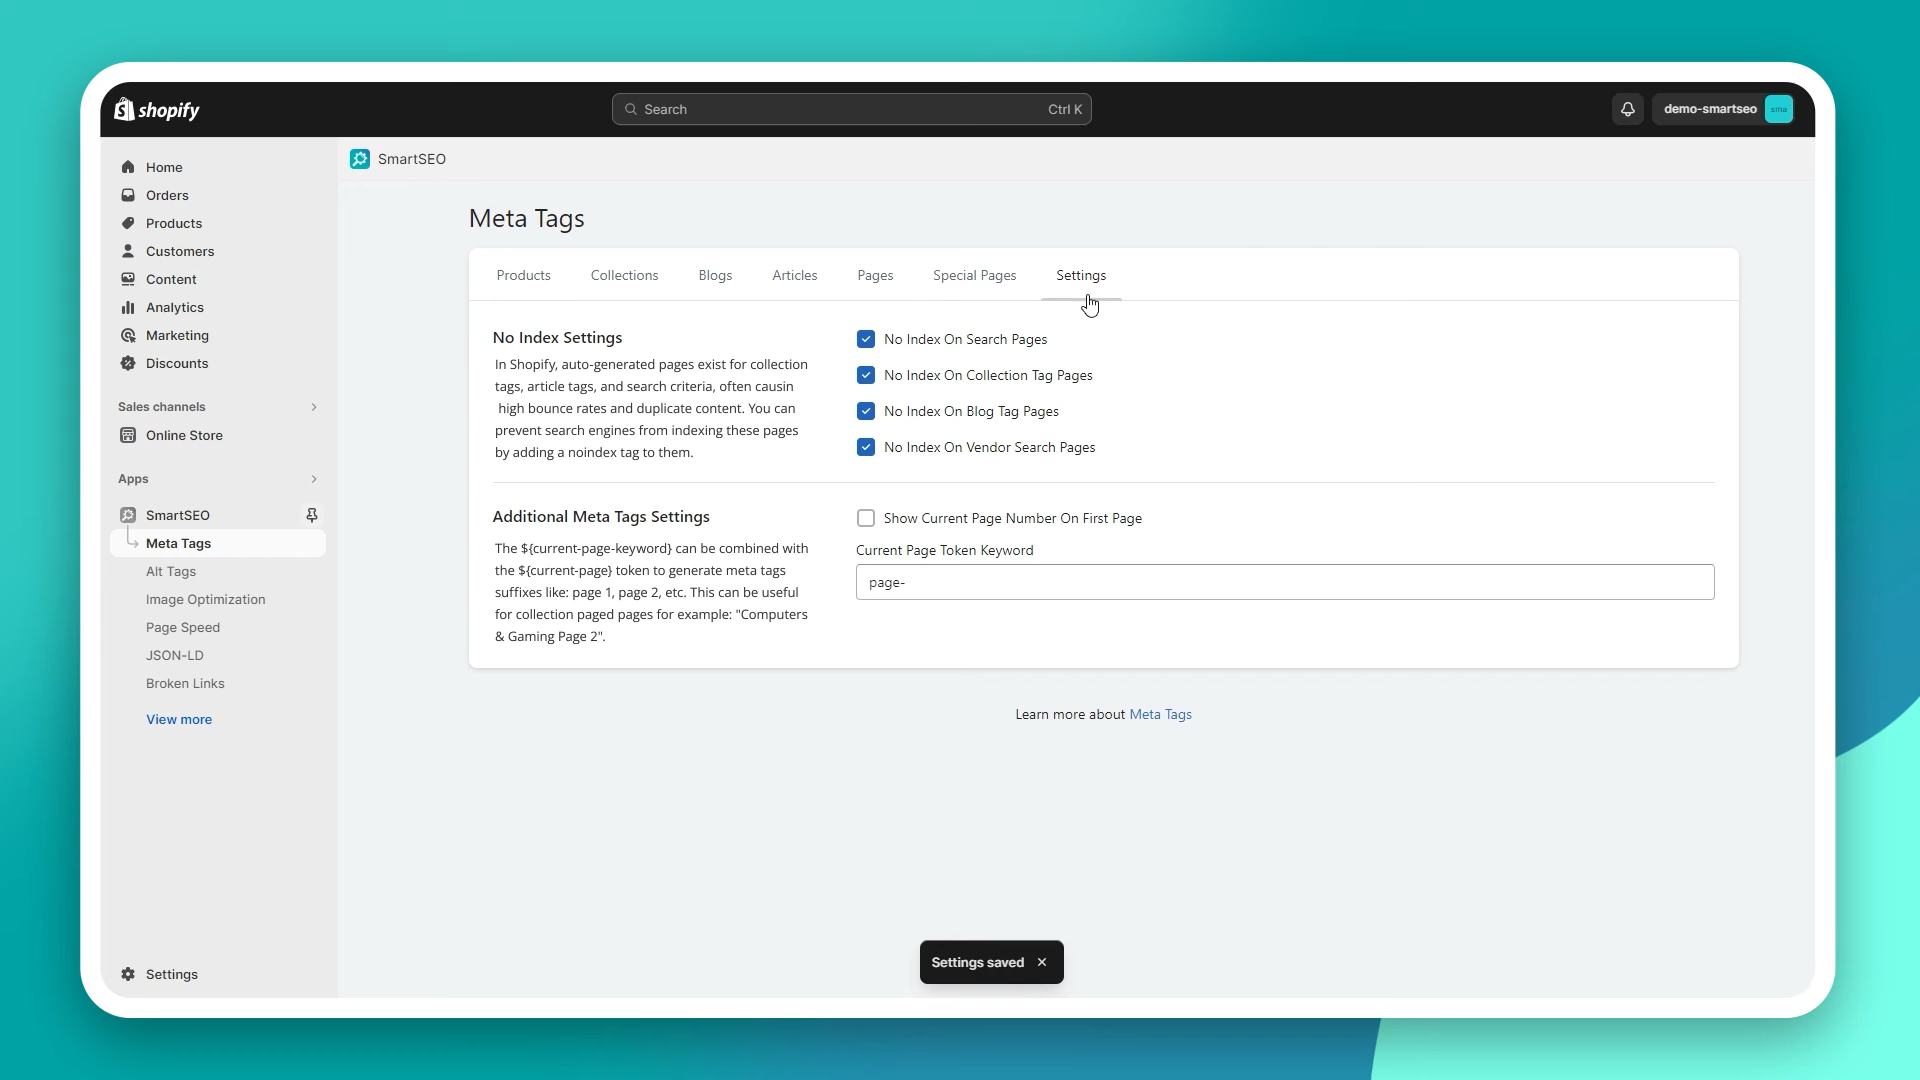 shopify
Search
Ctrl K
demo-smartseo
sma
Home
Orders
Products
Customers
Content
Analytics
Marketing
Discounts
Sales channels
Online Store
Apps
SmartSEO
Meta Tags
Alt Tags
Image Optimization
Page Speed
JSON-LD
Broken Links
View more
Settings
SmartSEO
Meta Tags
Products
Collections
Blogs
Articles
Pages
Special Pages
Settings
No Index Settings
In Shopify, auto-generated pages exist for collection
tags, article tags, and search criteria, often causin
high bounce rates and duplicate content. You can
prevent search engines from indexing these pages
by adding a noindex tag to them.
No Index On Search Pages
No Index On Collection Tag Pages
No Index On Blog Tag Pages
No Index On Vendor Search Pages
Additional Meta Tags Settings
The ${current-page-keyword} can be combined with
the ${current-page} token to generate meta tags
suffixes like: page 1, page 2, etc. This can be useful
for collection paged pages for example: "Computers
& Gaming Page 2".
Show Current Page Number On First Page
Current Page Token Keyword
page-
Learn more about Meta Tags
Settings saved